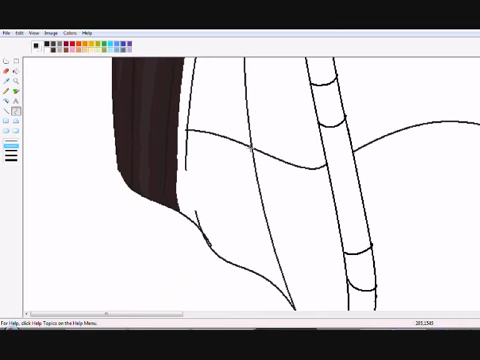 File Edit View Image Colors Help
For Help, click Help Topics on the Help Menu.
285,1545